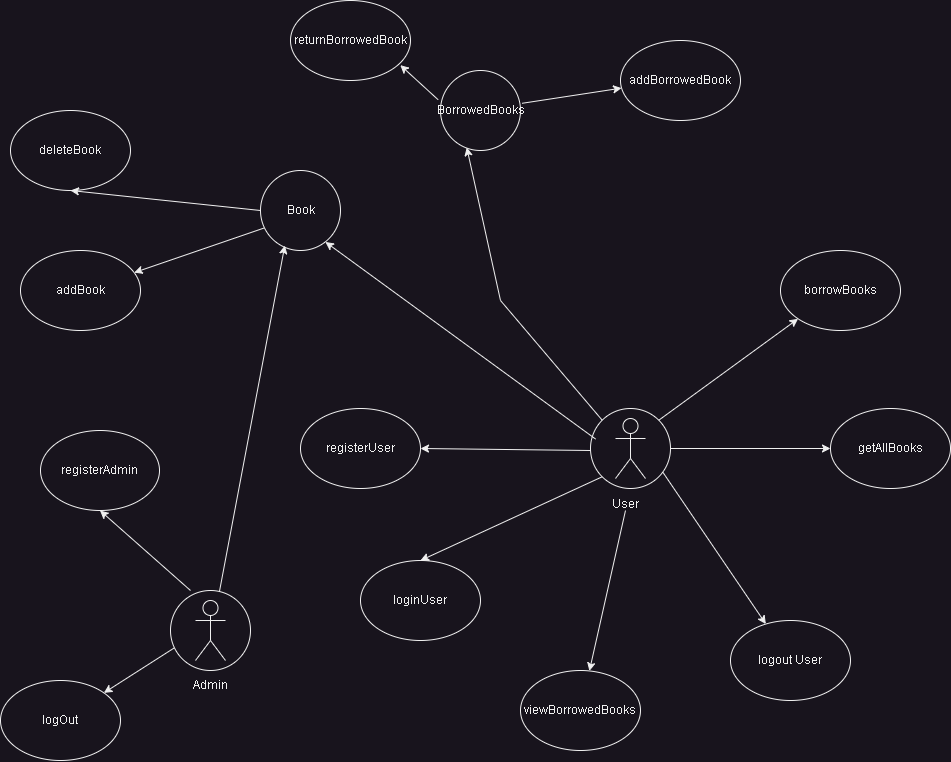 returnBorrowedBook
addBorrowedBook
BorrowedBooks
deleteBook
Book
addBook
borrowBooks
registerUser
getAllBooks
registerAdmin
User
loginUser
logout User
Admin
viewBorrowedBooks
logOut